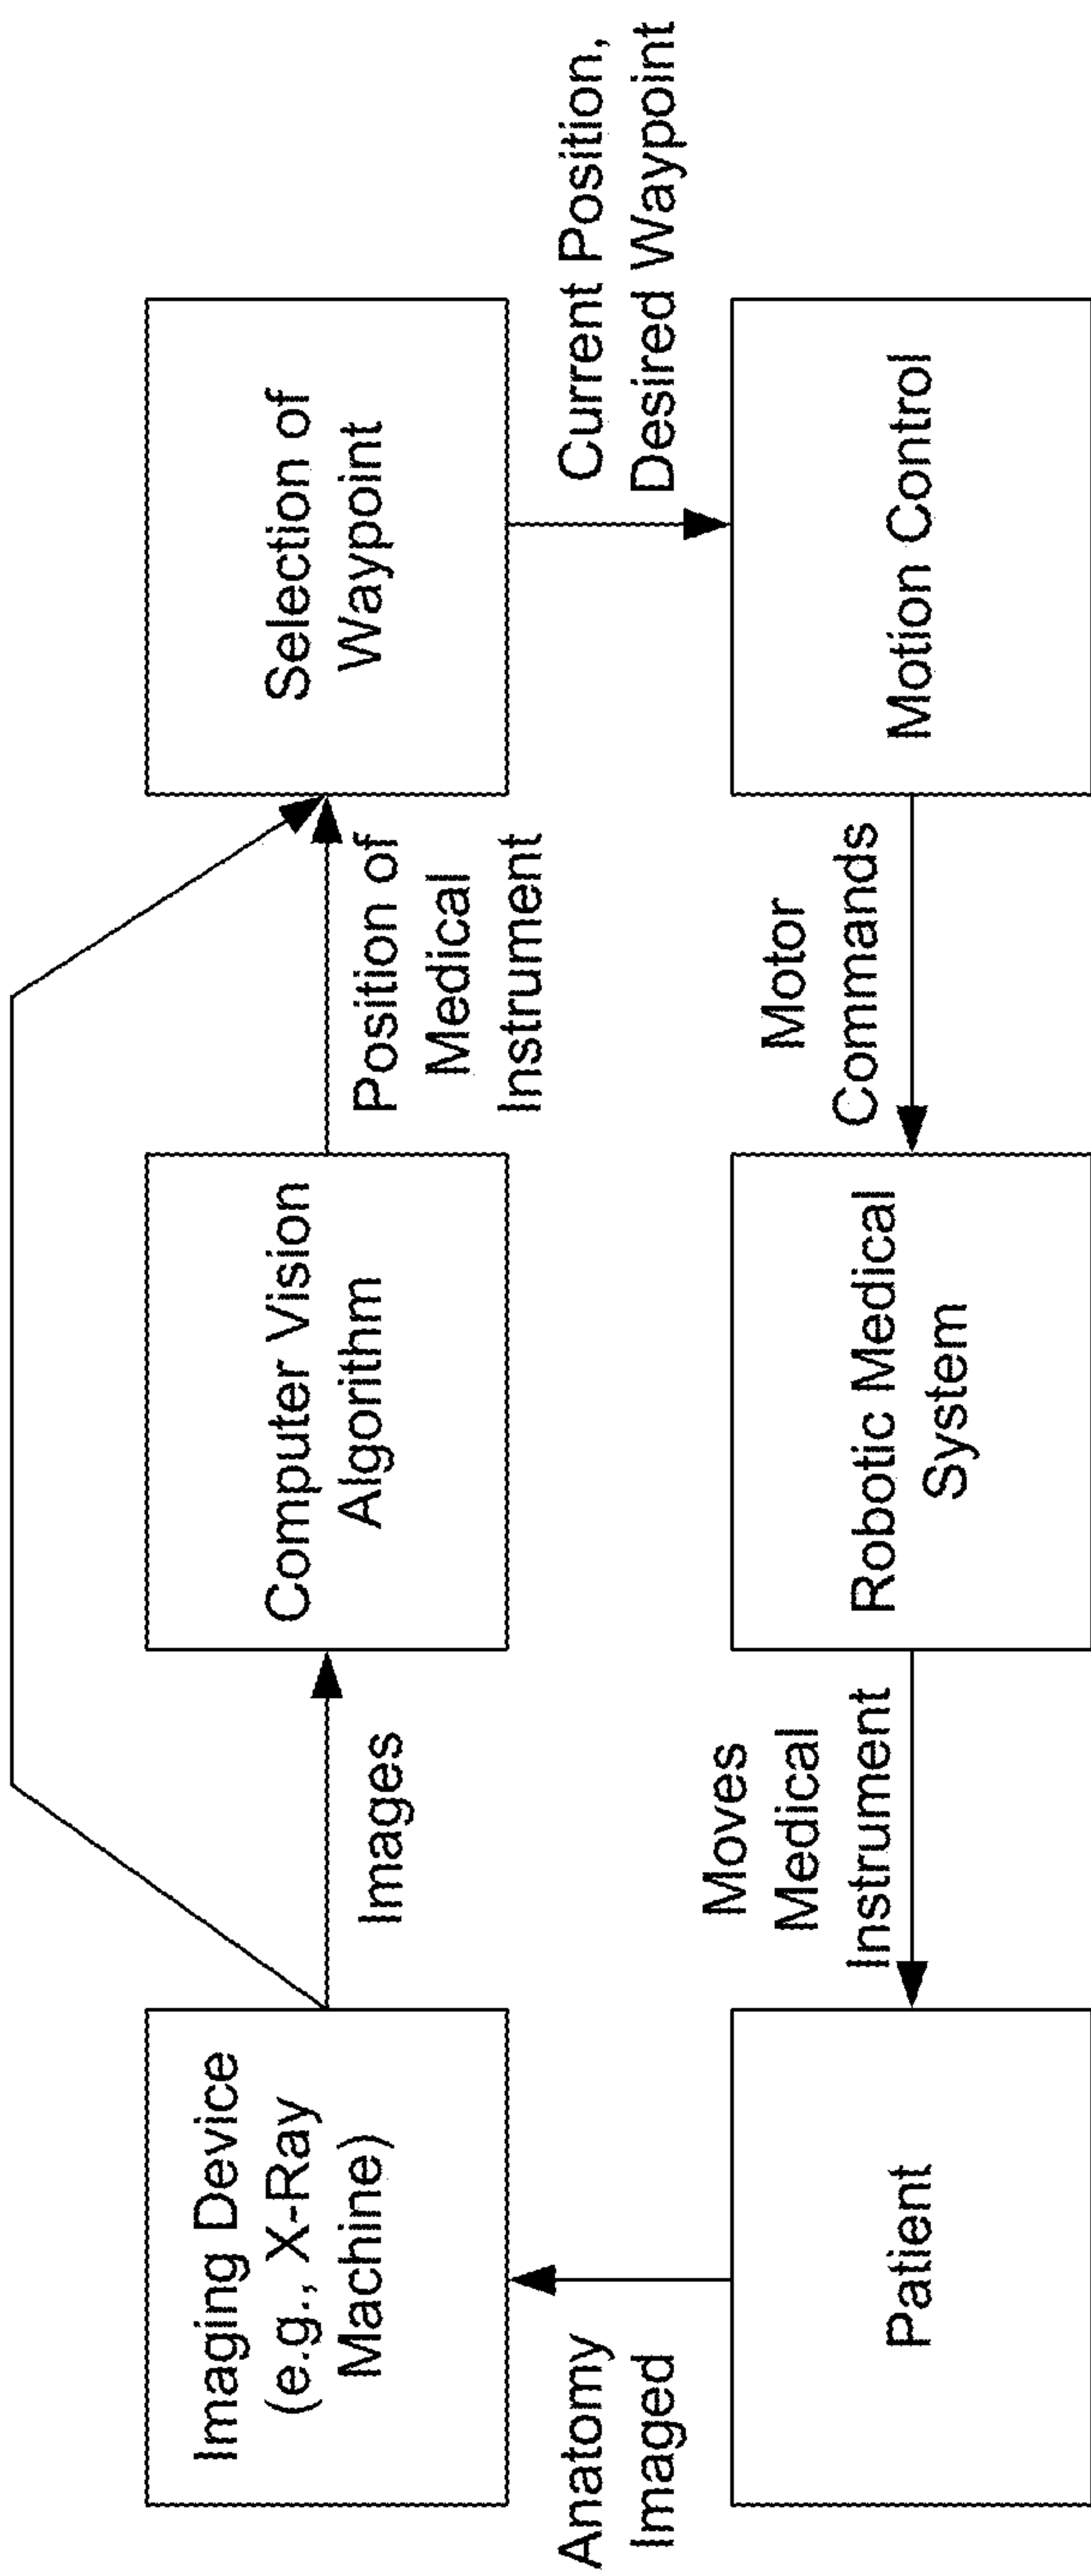 Imaging Device
(e.g., X-Ray
Machine)
Images
Computer Vision
Algorithm
Position of
Medical
Instrument
Selection of
Waypoint
Current Position,
Desired Waypoint
Motion Control
Motor
Commands
Robotic Medical
System
Moves
Medical
Instrument
Patient
Anatomy
Imaged